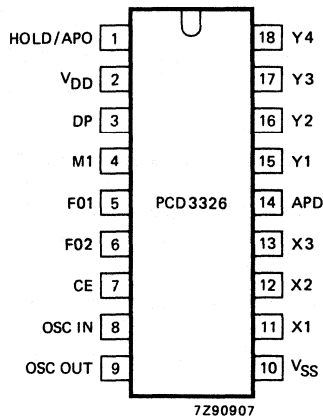 HOLD/APO 1 18 Y4
VDD 2 17 Y3
DP 3 16 Y2
M1 4 15 Y1
F01 5 PCD3326 14 APD
F02 6 13 X3
CE 7 12 X2
OSC IN 8 11 X1
OSC OUT 9 10 VSS
7Z90907